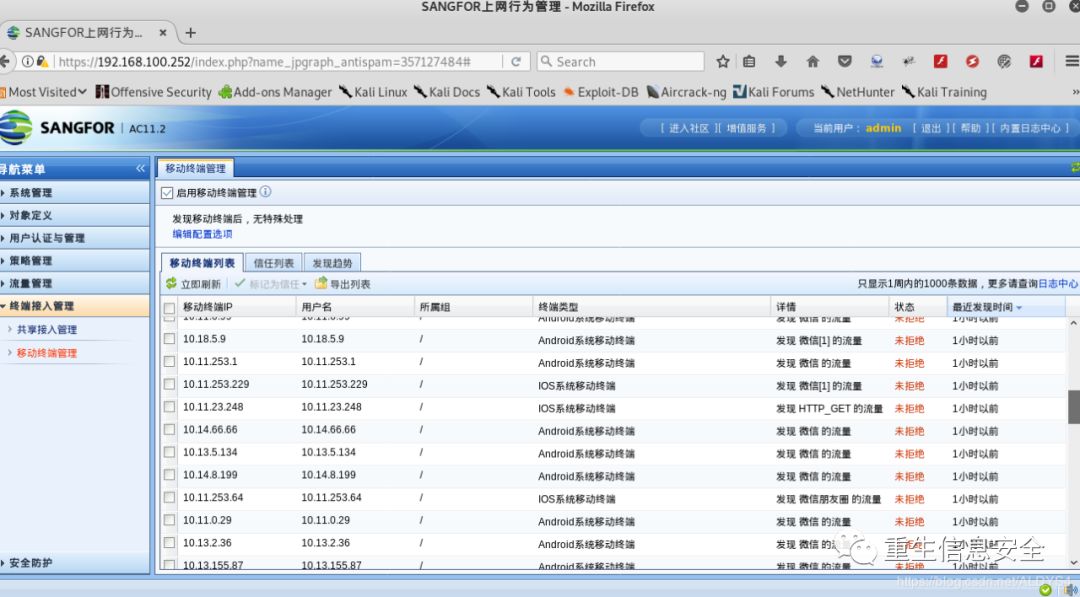 SANGFOR上网行为管理 - Mozilla Firefox
SANGFOR上网行为... × +
https://192.168.100.252/index.php?name_jpgraph_antispam=357127484# Search
Most Visited Offensive Security Add-ons Manager Kali Linux Kali Docs Kali Tools Exploit-DB Aircrack-ng Kali Forums NetHunter Kali Training »
SANGFOR | AC11.2 [ 进入社区 ][ 增值服务 ] 当前用户： admin [ 退出 ][ 帮助 ][ 内置日志中心 ]
导航菜单 «
系统管理
对象定义
用户认证与管理
策略管理
流量管理
终端接入管理
共享接入管理
移动终端管理
安全防护
移动终端管理
启用移动终端管理
发现移动终端后，无特殊处理
编辑配置选项
移动终端列表 信任列表 发现趋势
立即刷新 标记为信任 导出列表 只显示1周内的1000条数据，更多请查询日志中心
移动终端IP 用户名 所属组 终端类型 详情 状态 最近发现时间
10.11.0.55 10.11.0.55 / Android系统移动终端 发现 微信 的流量 未拒绝 1小时以前
10.18.5.9 10.18.5.9 / Android系统移动终端 发现 微信[1] 的流量 未拒绝 1小时以前
10.11.253.1 10.11.253.1 / Android系统移动终端 发现 微信 的流量 未拒绝 1小时以前
10.11.253.229 10.11.253.229 / IOS系统移动终端 发现 微信[1] 的流量 未拒绝 1小时以前
10.11.23.248 10.11.23.248 / IOS系统移动终端 发现 HTTP_GET 的流量 未拒绝 1小时以前
10.14.66.66 10.14.66.66 / Android系统移动终端 发现 微信 的流量 未拒绝 1小时以前
10.13.5.134 10.13.5.134 / Android系统移动终端 发现 微信 的流量 未拒绝 1小时以前
10.14.8.199 10.14.8.199 / Android系统移动终端 发现 微信 的流量 未拒绝 1小时以前
10.11.253.64 10.11.253.64 / IOS系统移动终端 发现 微信朋友圈 的流量 未拒绝 1小时以前
10.11.0.29 10.11.0.29 / Android系统移动终端 发现 微信 的流量 未拒绝 1小时以前
10.13.2.36 10.13.2.36 / Android系统移动终端 发现 微信 的流量 1小时以前
10.13.155.87 10.13.155.87 / Android系统移动终端 发现 微信 的流量 未拒绝 1小时以前
重生信息安全